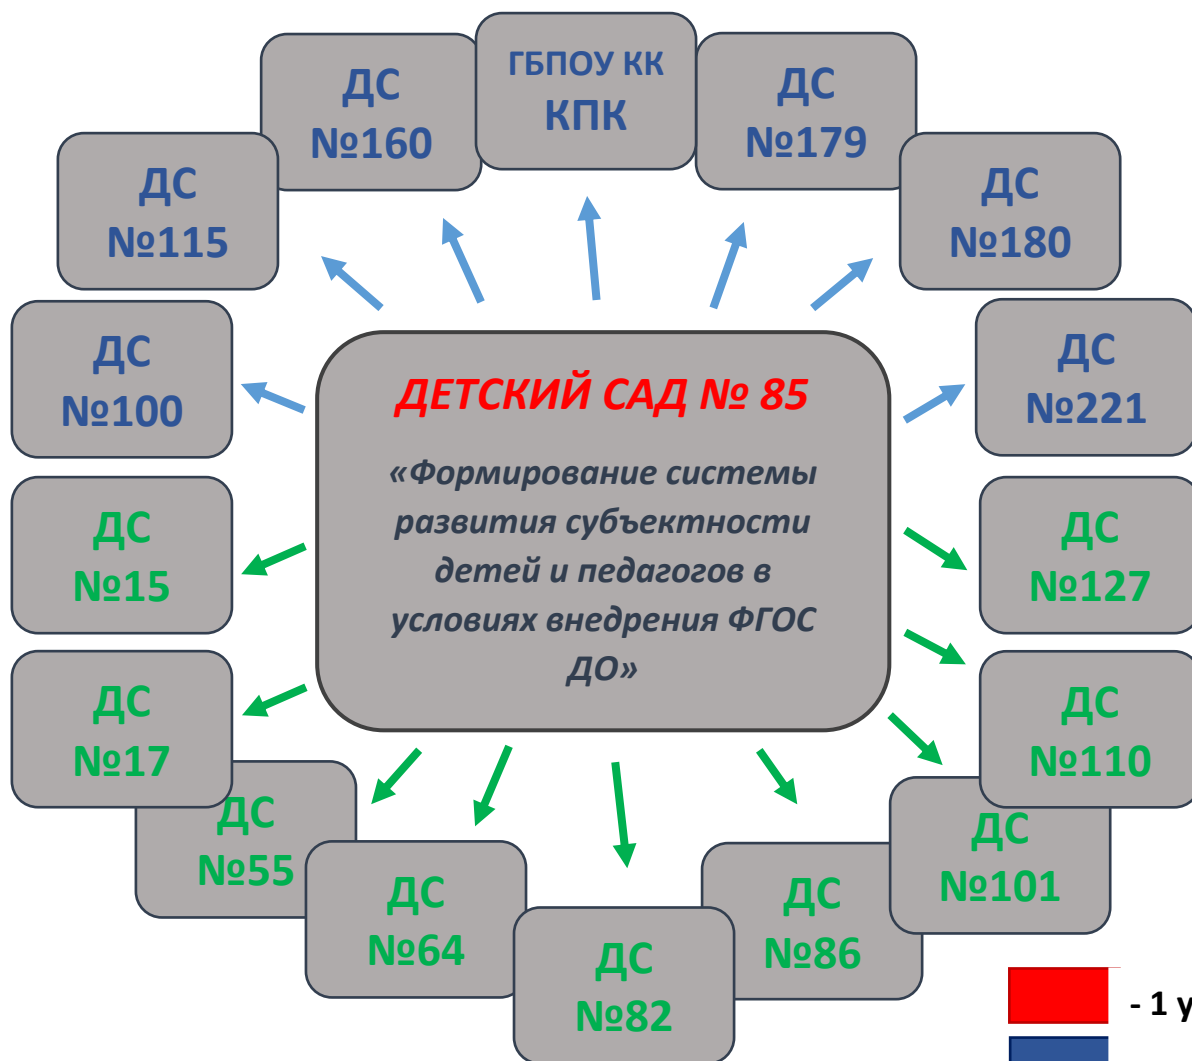 ГБПОУ КК
КПК
ДС
№160
ДС
№179
ДС
№115
ДС
№180
ДС
№100
ДС
№221
ДЕТСКИЙ САД № 85
«Формирование системы
развития субъектности
детей и педагогов в
условиях внедрения ФГОС
ДО»
ДС
№15
ДС
№127
ДС
№17
ДС
№110
ДС
№55
ДС
№101
ДС
№64
ДС
№86
ДС
№82
- 1 у